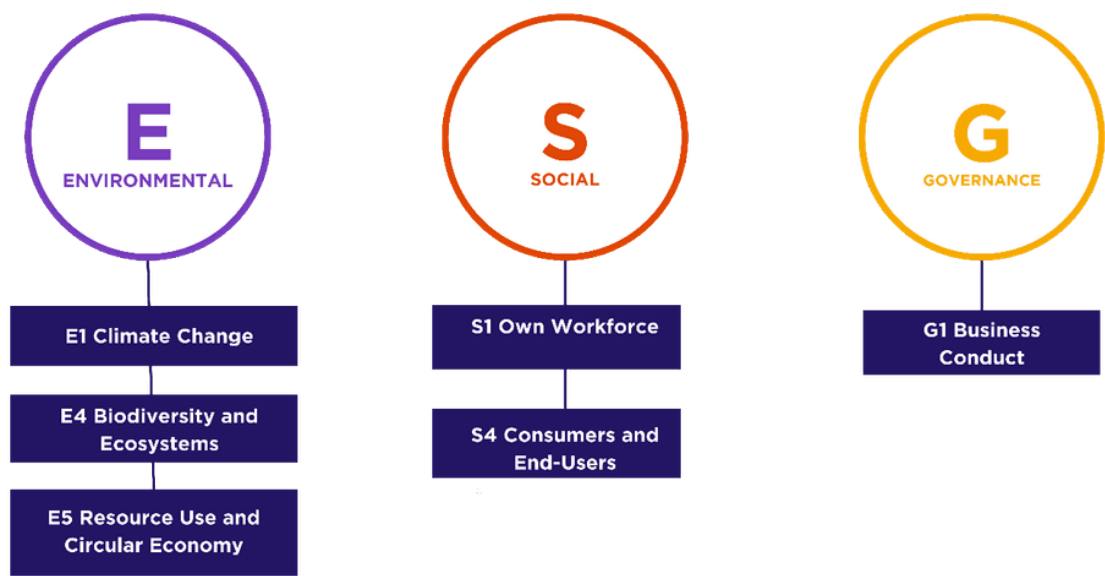 E
ENVIRONMENTAL
E1 Climate Change
E4 Biodiversity and
Ecosystems
E5 Resource Use and
Circular Economy
S
SOCIAL
S1 Own Workforce
S4 Consumers and
End-Users
G
GOVERNANCE
G1 Business
Conduct